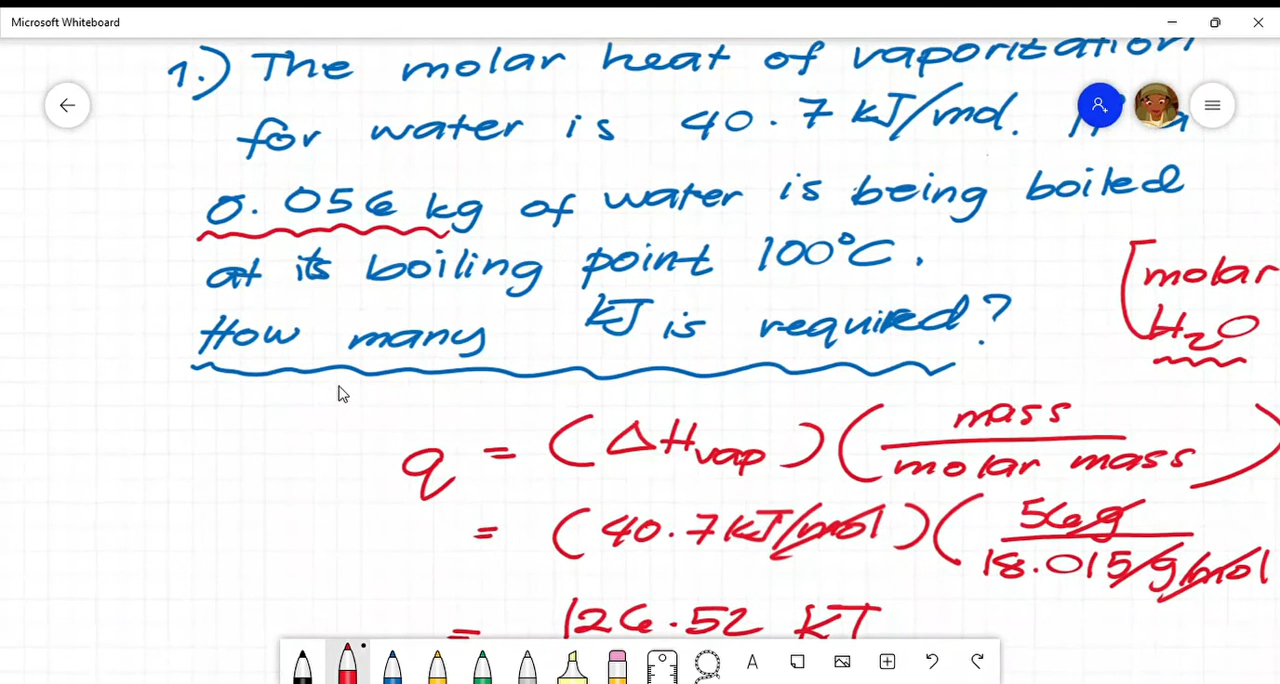 Microsoft Whiteboard
1.) The molar heat of vaporization
for water is 40.7 kJ/mol.
0.056 kg of water is being boiled
at its boiling point 100°C.
How many kJ is required?
[molar
H₂O
q = (ΔHvap) (mass / molar mass)
= (40.7 kJ/mol) (56g / 18.015/g/mol
= 126.52 kJ
A